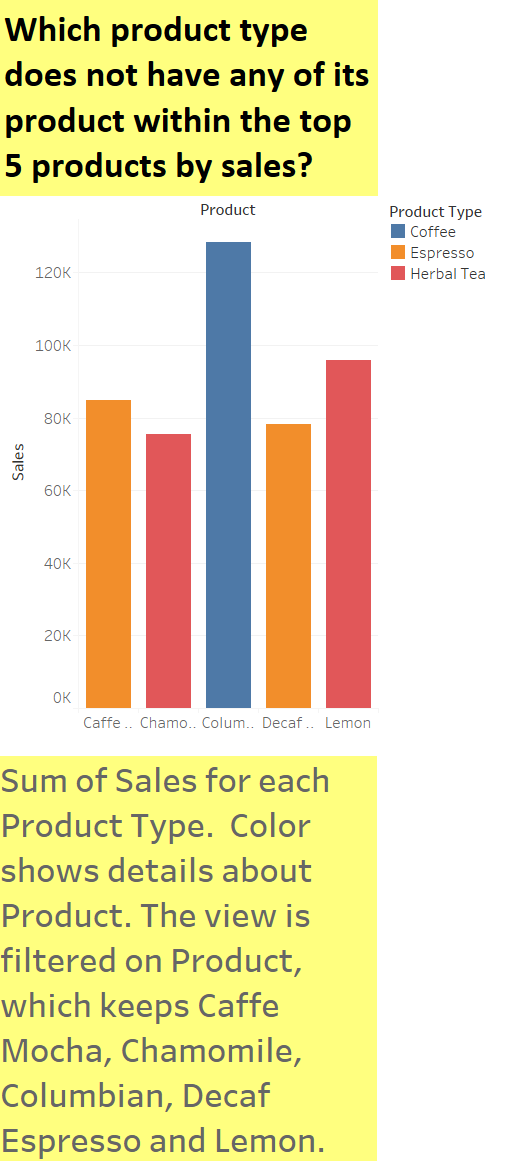 Which product type
does not have any of its
product within the top
5 products by sales?
Product
Product Type
Coffee
Espresso
Herbal Tea
120K
100K
80K
60K
40K
20K
0K
Sales
Caffe .. Chamo.. Colum.. Decaf .. Lemon
Sum of Sales for each
Product Type.  Color
shows details about
Product. The view is
filtered on Product,
which keeps Caffe
Mocha, Chamomile,
Columbian, Decaf
Espresso and Lemon.